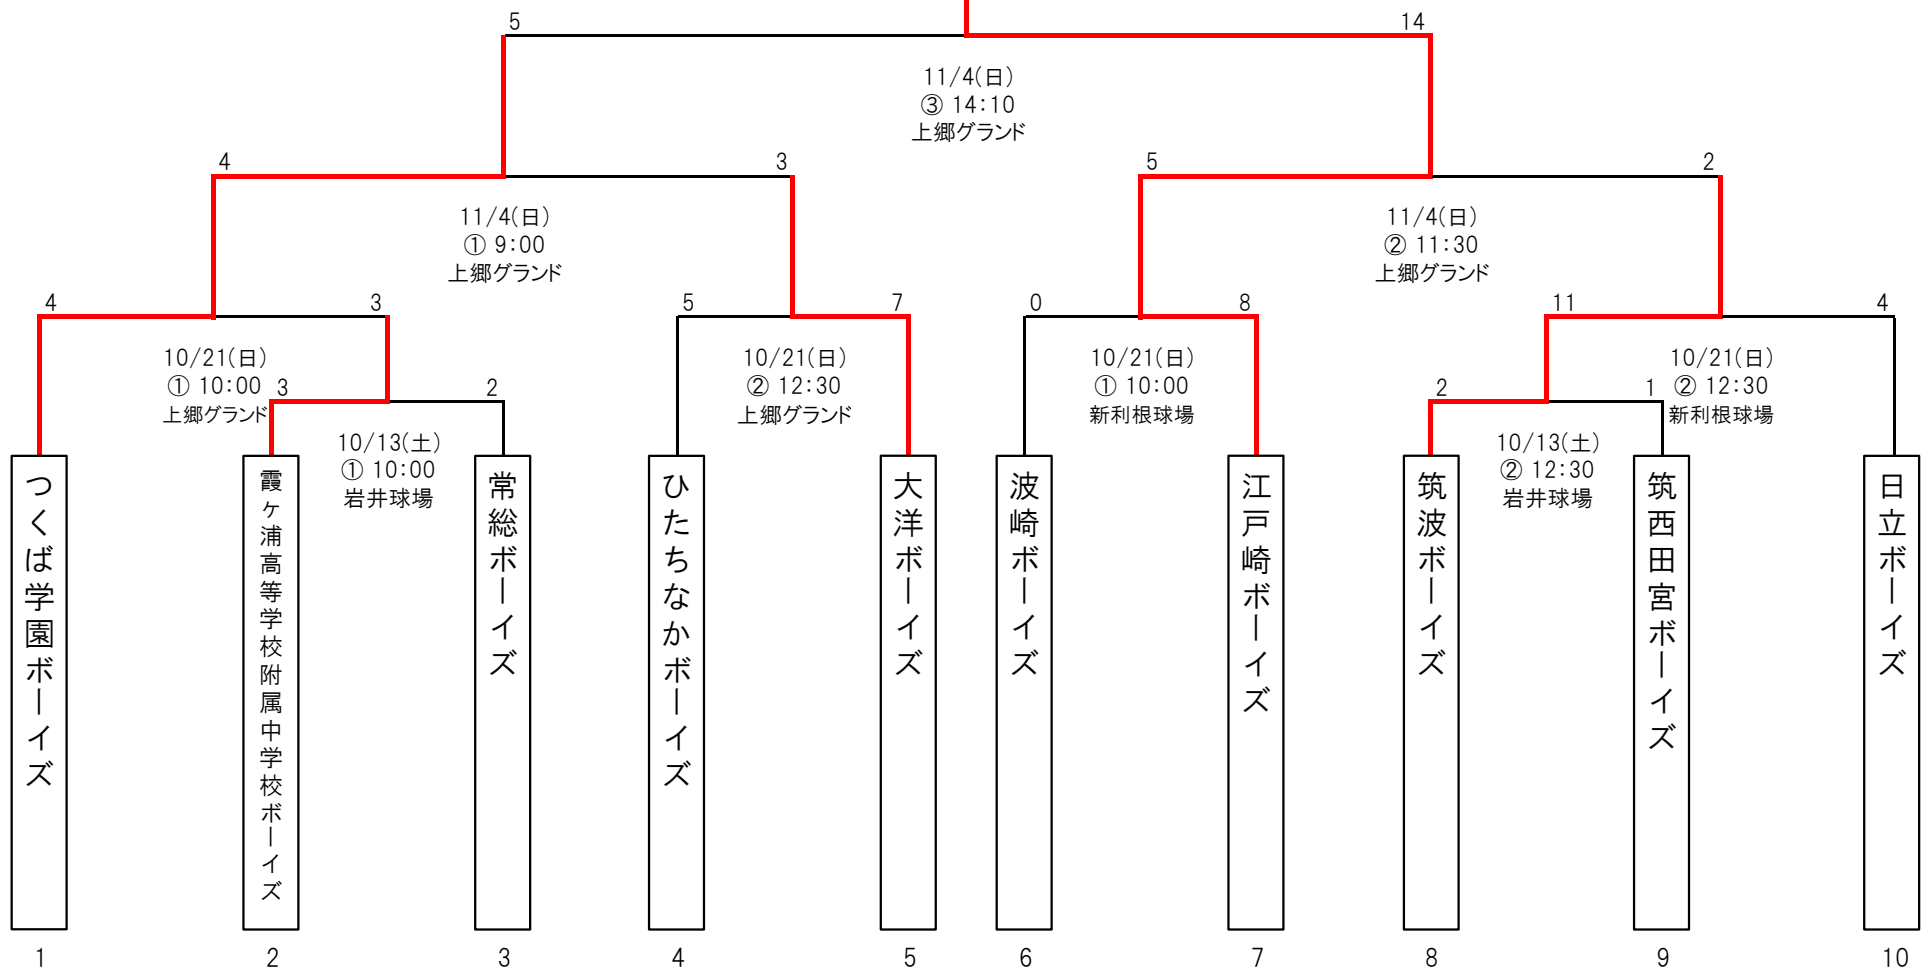 5
14
11/4(日)
③ 14:10
上郷グランド
4
3
5
2
11/4(日)
① 9:00
上郷グランド
11/4(日)
② 11:30
上郷グランド
4
3
5
7
0
8
11
4
10/21(日)
① 10:00
上郷グランド
10/21(日)
② 12:30
上郷グランド
10/21(日)
① 10:00
新利根球場
10/21(日)
② 12:30
新利根球場
3
2
2
1
10/13(土)
① 10:00
岩井球場
10/13(土)
② 12:30
岩井球場
つくば学園ボーイズ
霞ヶ浦高等学校附属中学校ボーイズ
常総ボーイズ
ひたちなかボーイズ
大洋ボーイズ
波崎ボーイズ
江戸崎ボーイズ
筑波ボーイズ
筑西田宮ボーイズ
日立ボーイズ
1
2
3
4
5
6
7
8
9
10